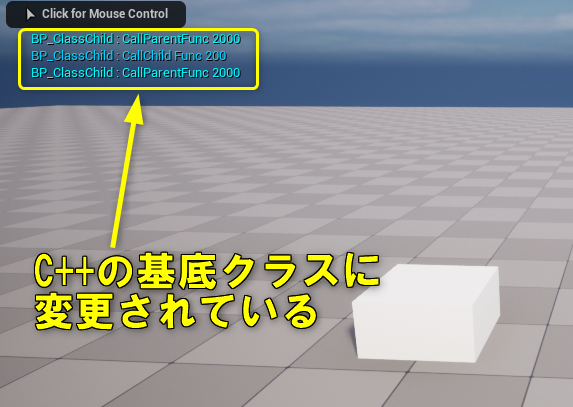 Click for Mouse Control
BP_ClassChild : CallParentFunc 2000
BP_ClassChild : CallChild Func 200
BP_ClassChild : CallParentFunc 2000
C++の基底クラスに
変更されている